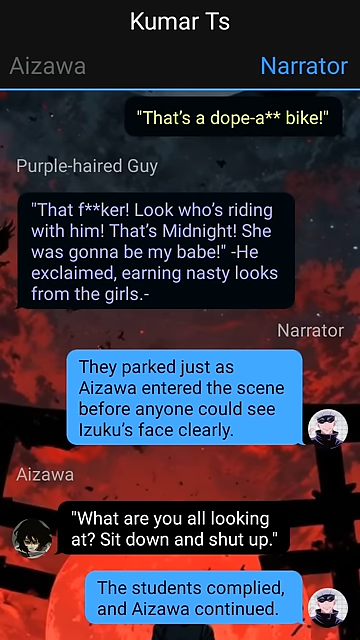 Kumar Ts
Aizawa
Narrator
"That's a dope-a** bike!"
Purple-haired Guy
"That f**ker! Look who's riding
with him! That's Midnight! She
was gonna be my babe!" -He
exclaimed, earning nasty looks
from the girls.-
Narrator
They parked just as
Aizawa entered the scene
before anyone could see
Izuku's face clearly.
Aizawa
"What are you all looking
at? Sit down and shut up."
The students complied,
and Aizawa continued.